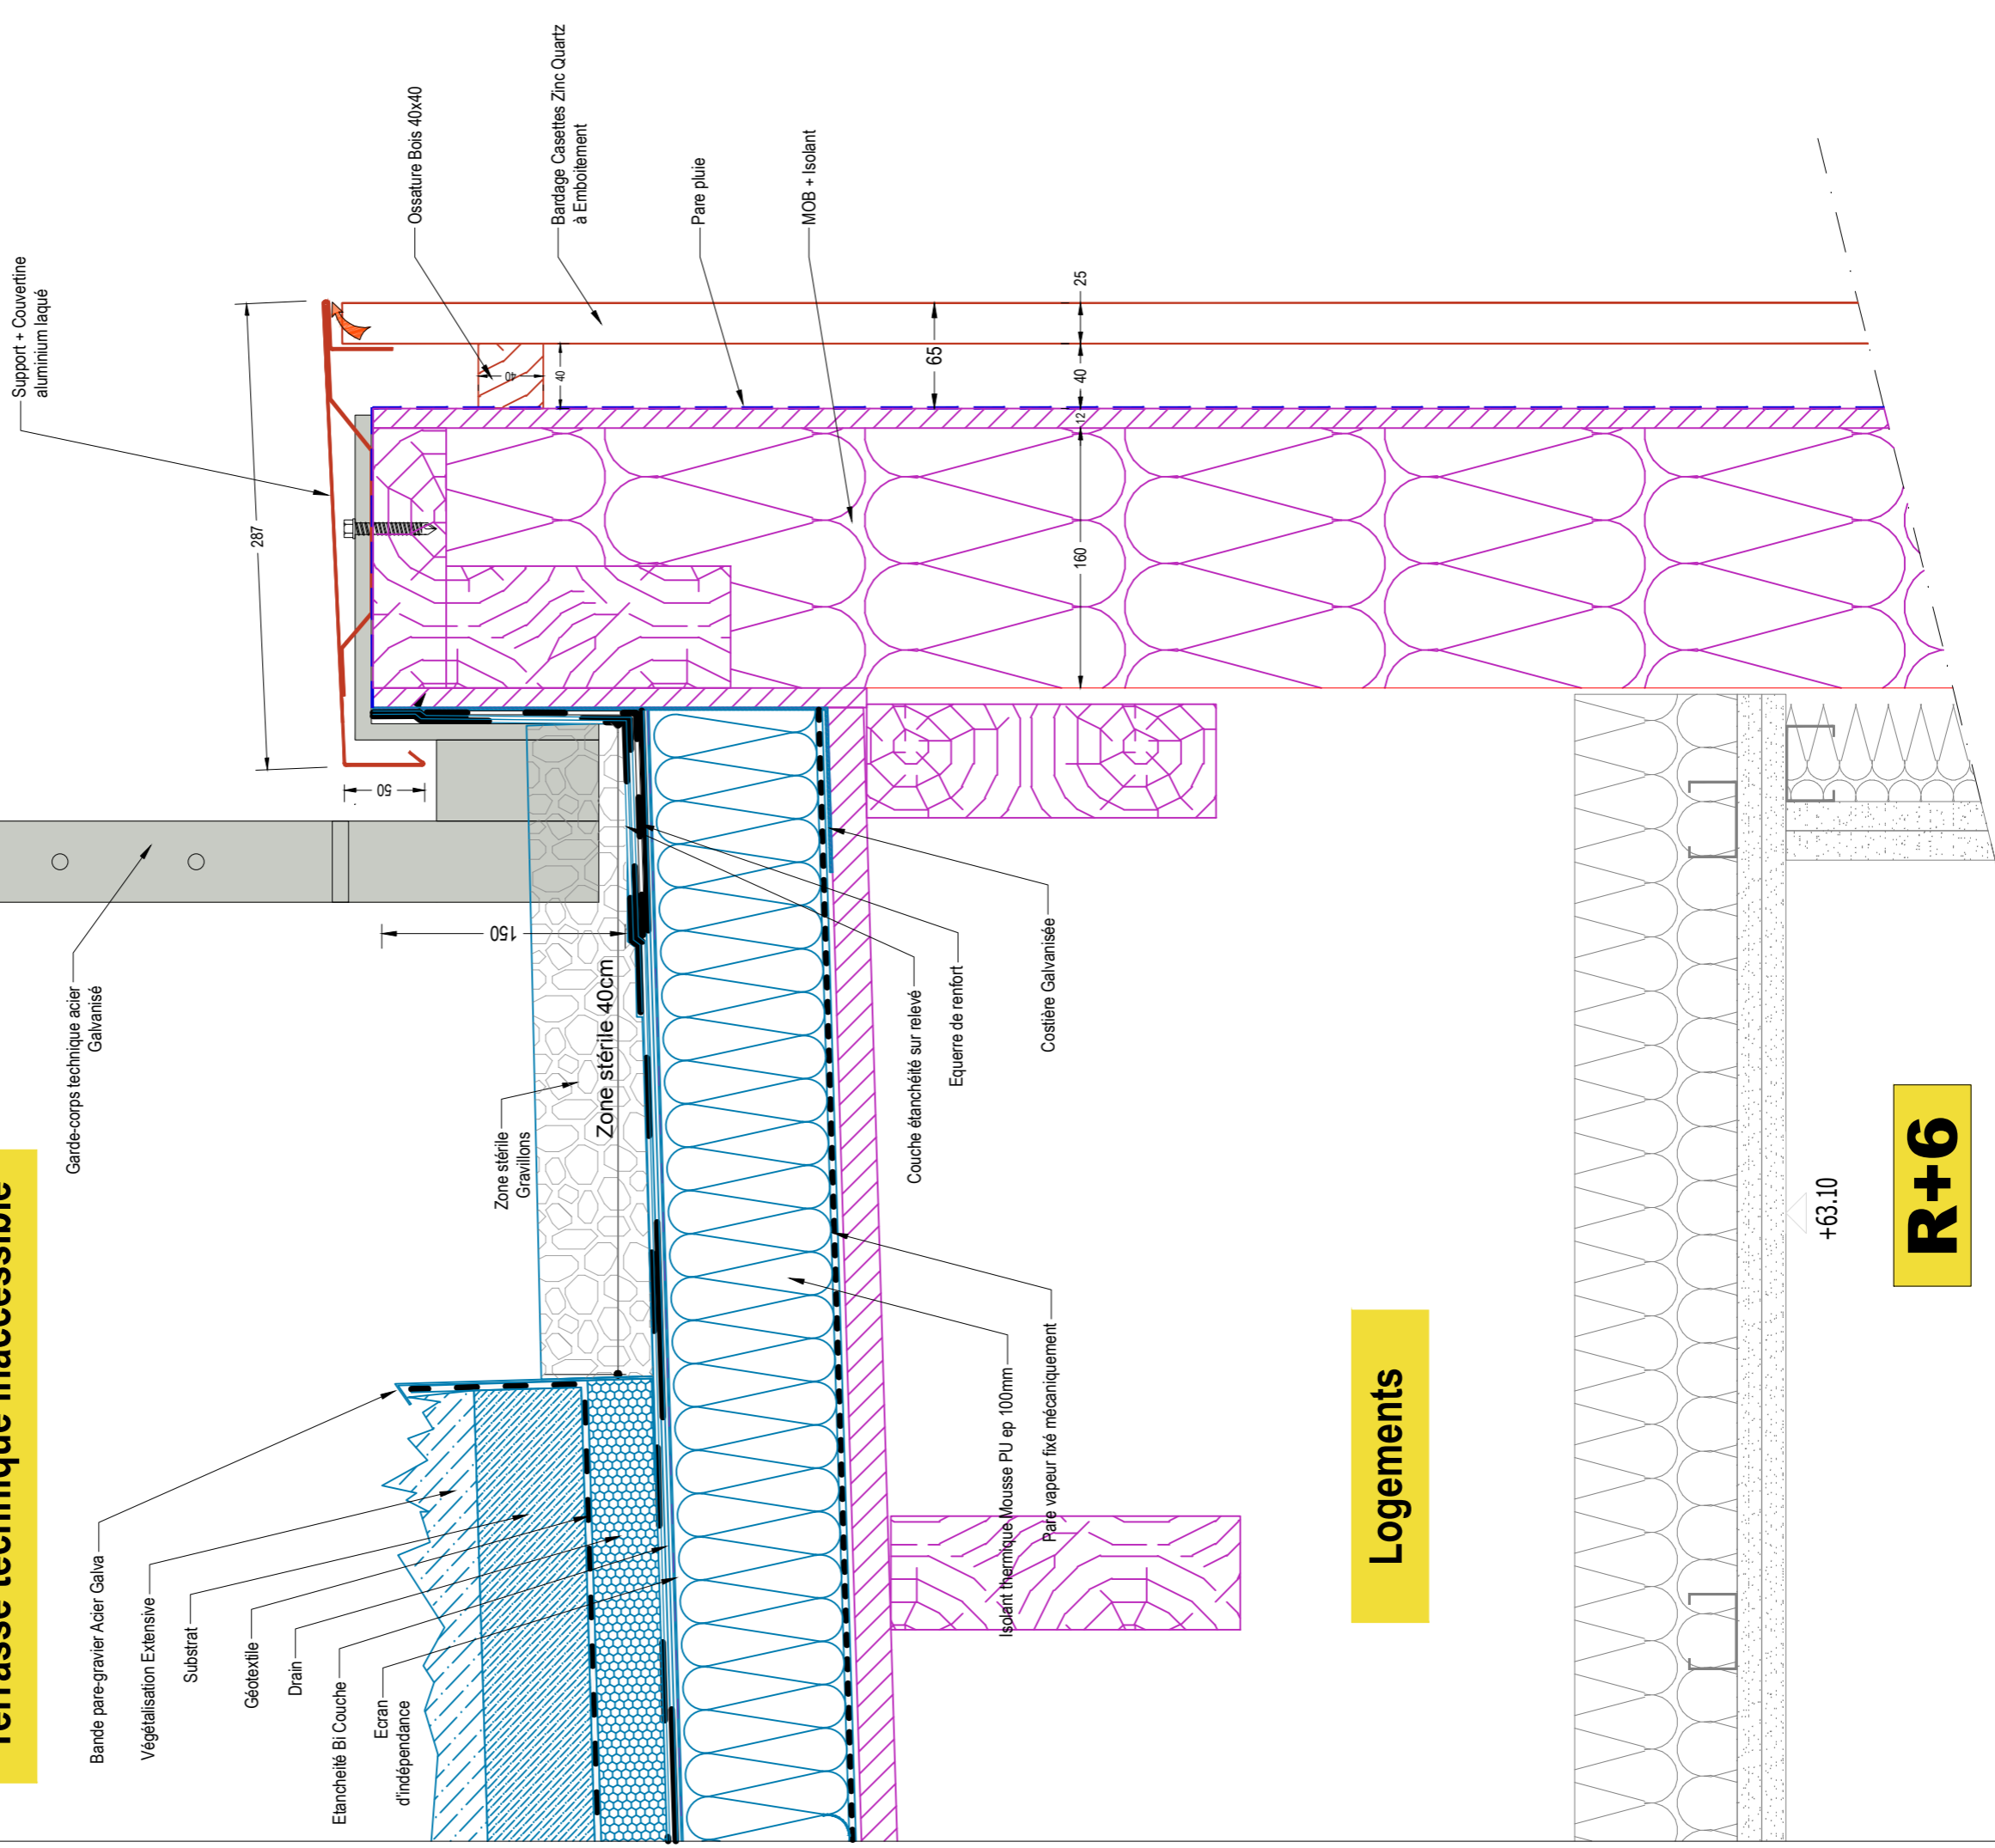 Terrasse technique inaccessible
Support + Couvertine
aluminium laqué
287
Ossature Bois 40x40
Bardage Casettes Zinc Quartz
à Emboitement
Pare pluie
MOB + Isolant
40
40
65
25
40
12
160
50
150
Garde-corps technique acier
Galvanisé
Zone stérile
Gravillons
Zone stérile 40cm
Couche étanchéité sur relevé
Equerre de renfort
Costière Galvanisée
Bande pare-gravier Acier Galva
Végétalisation Extensive
Substrat
Géotextile
Drain
Etancheité Bi Couche
Ecran
d'indépendance
Isolant thermique Mousse PU ep 100mm
Pare vapeur fixé mécaniquement
Logements
+63.10
R+6